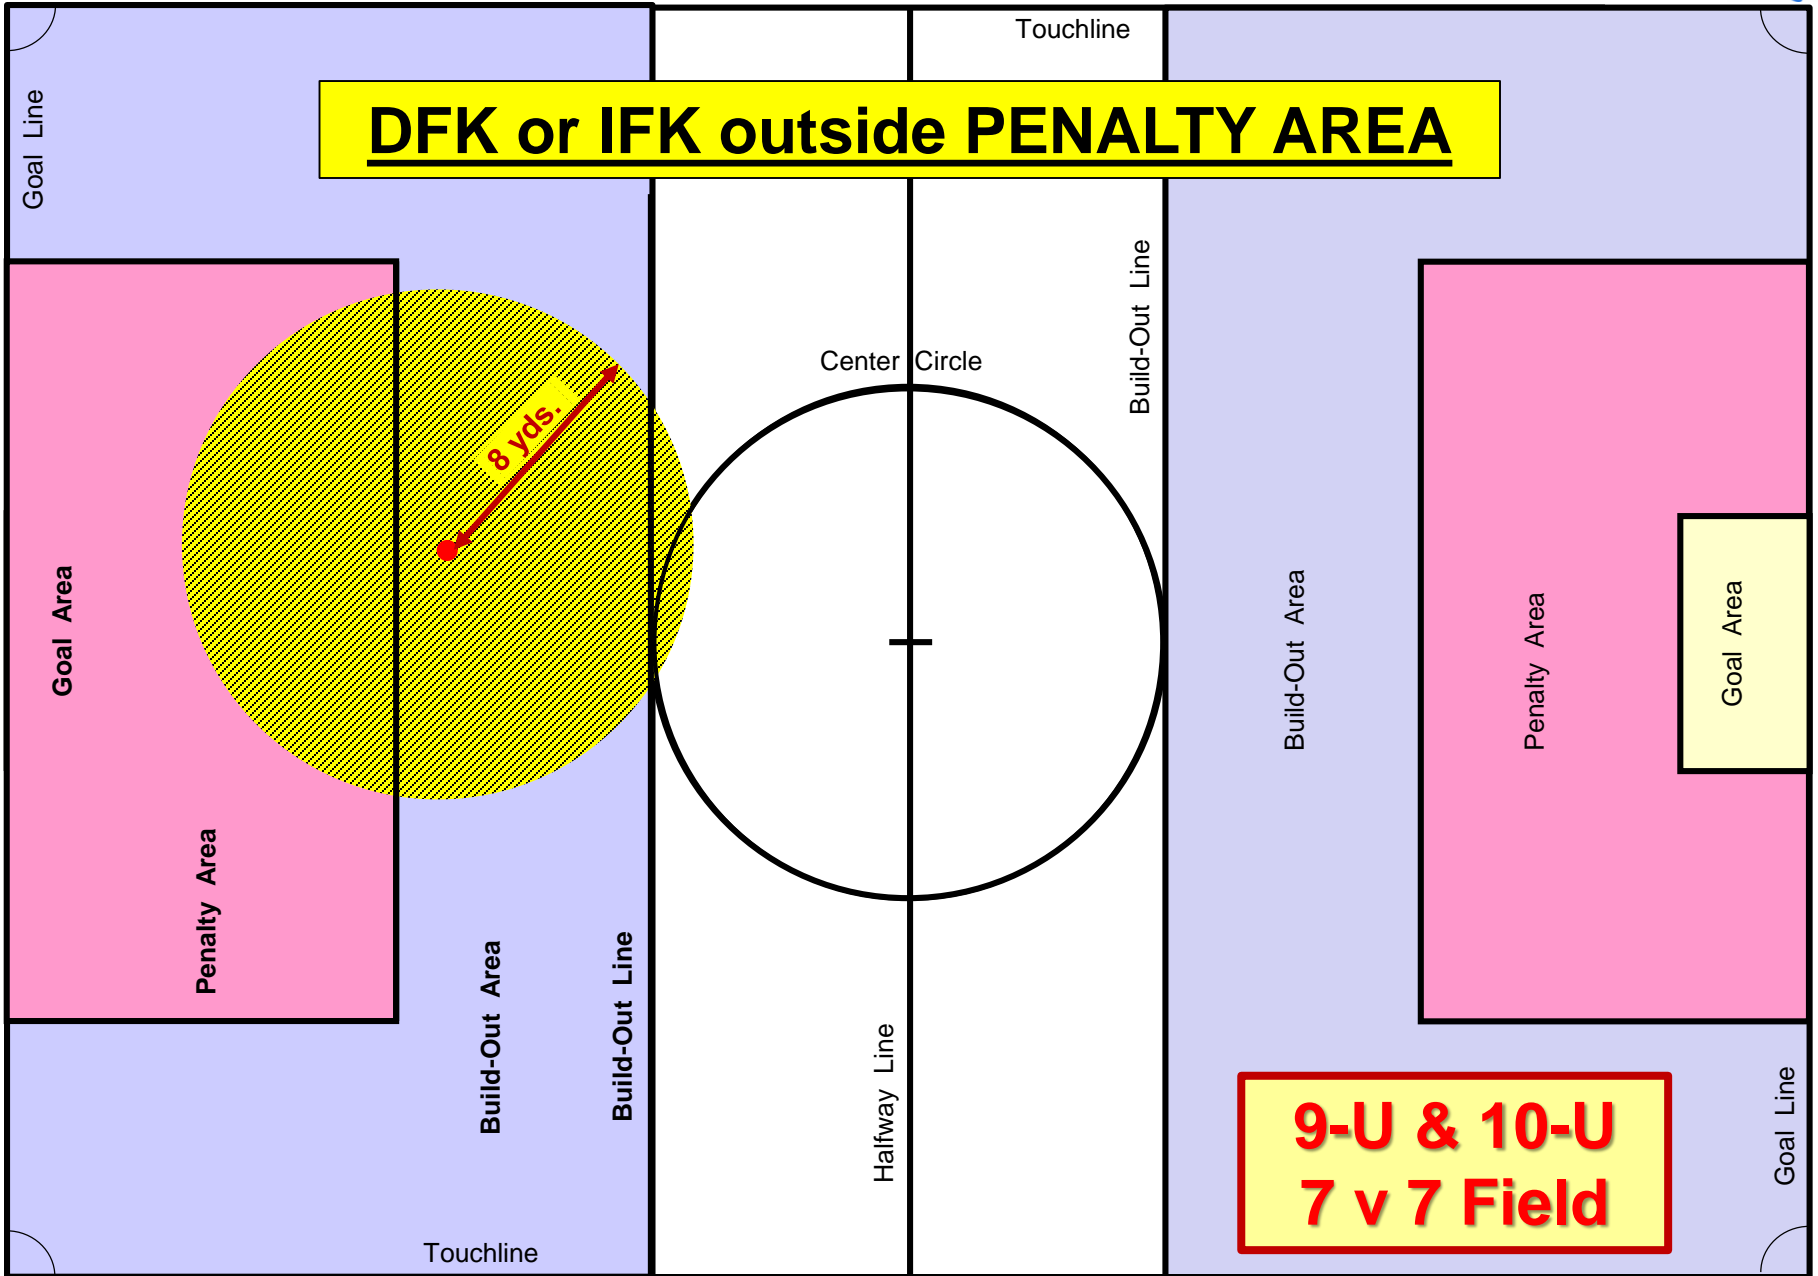 Touchline
Goal Line
DFK or IFK outside PENALTY AREA
Build-Out Line
Center Circle
8 yds.
Goal Area
Build-Out Area
Penalty Area
Goal Area
Penalty Area
Build-Out Area
Build-Out Line
Halfway Line
9-U & 10-U
7 v 7 Field
Goal Line
Touchline